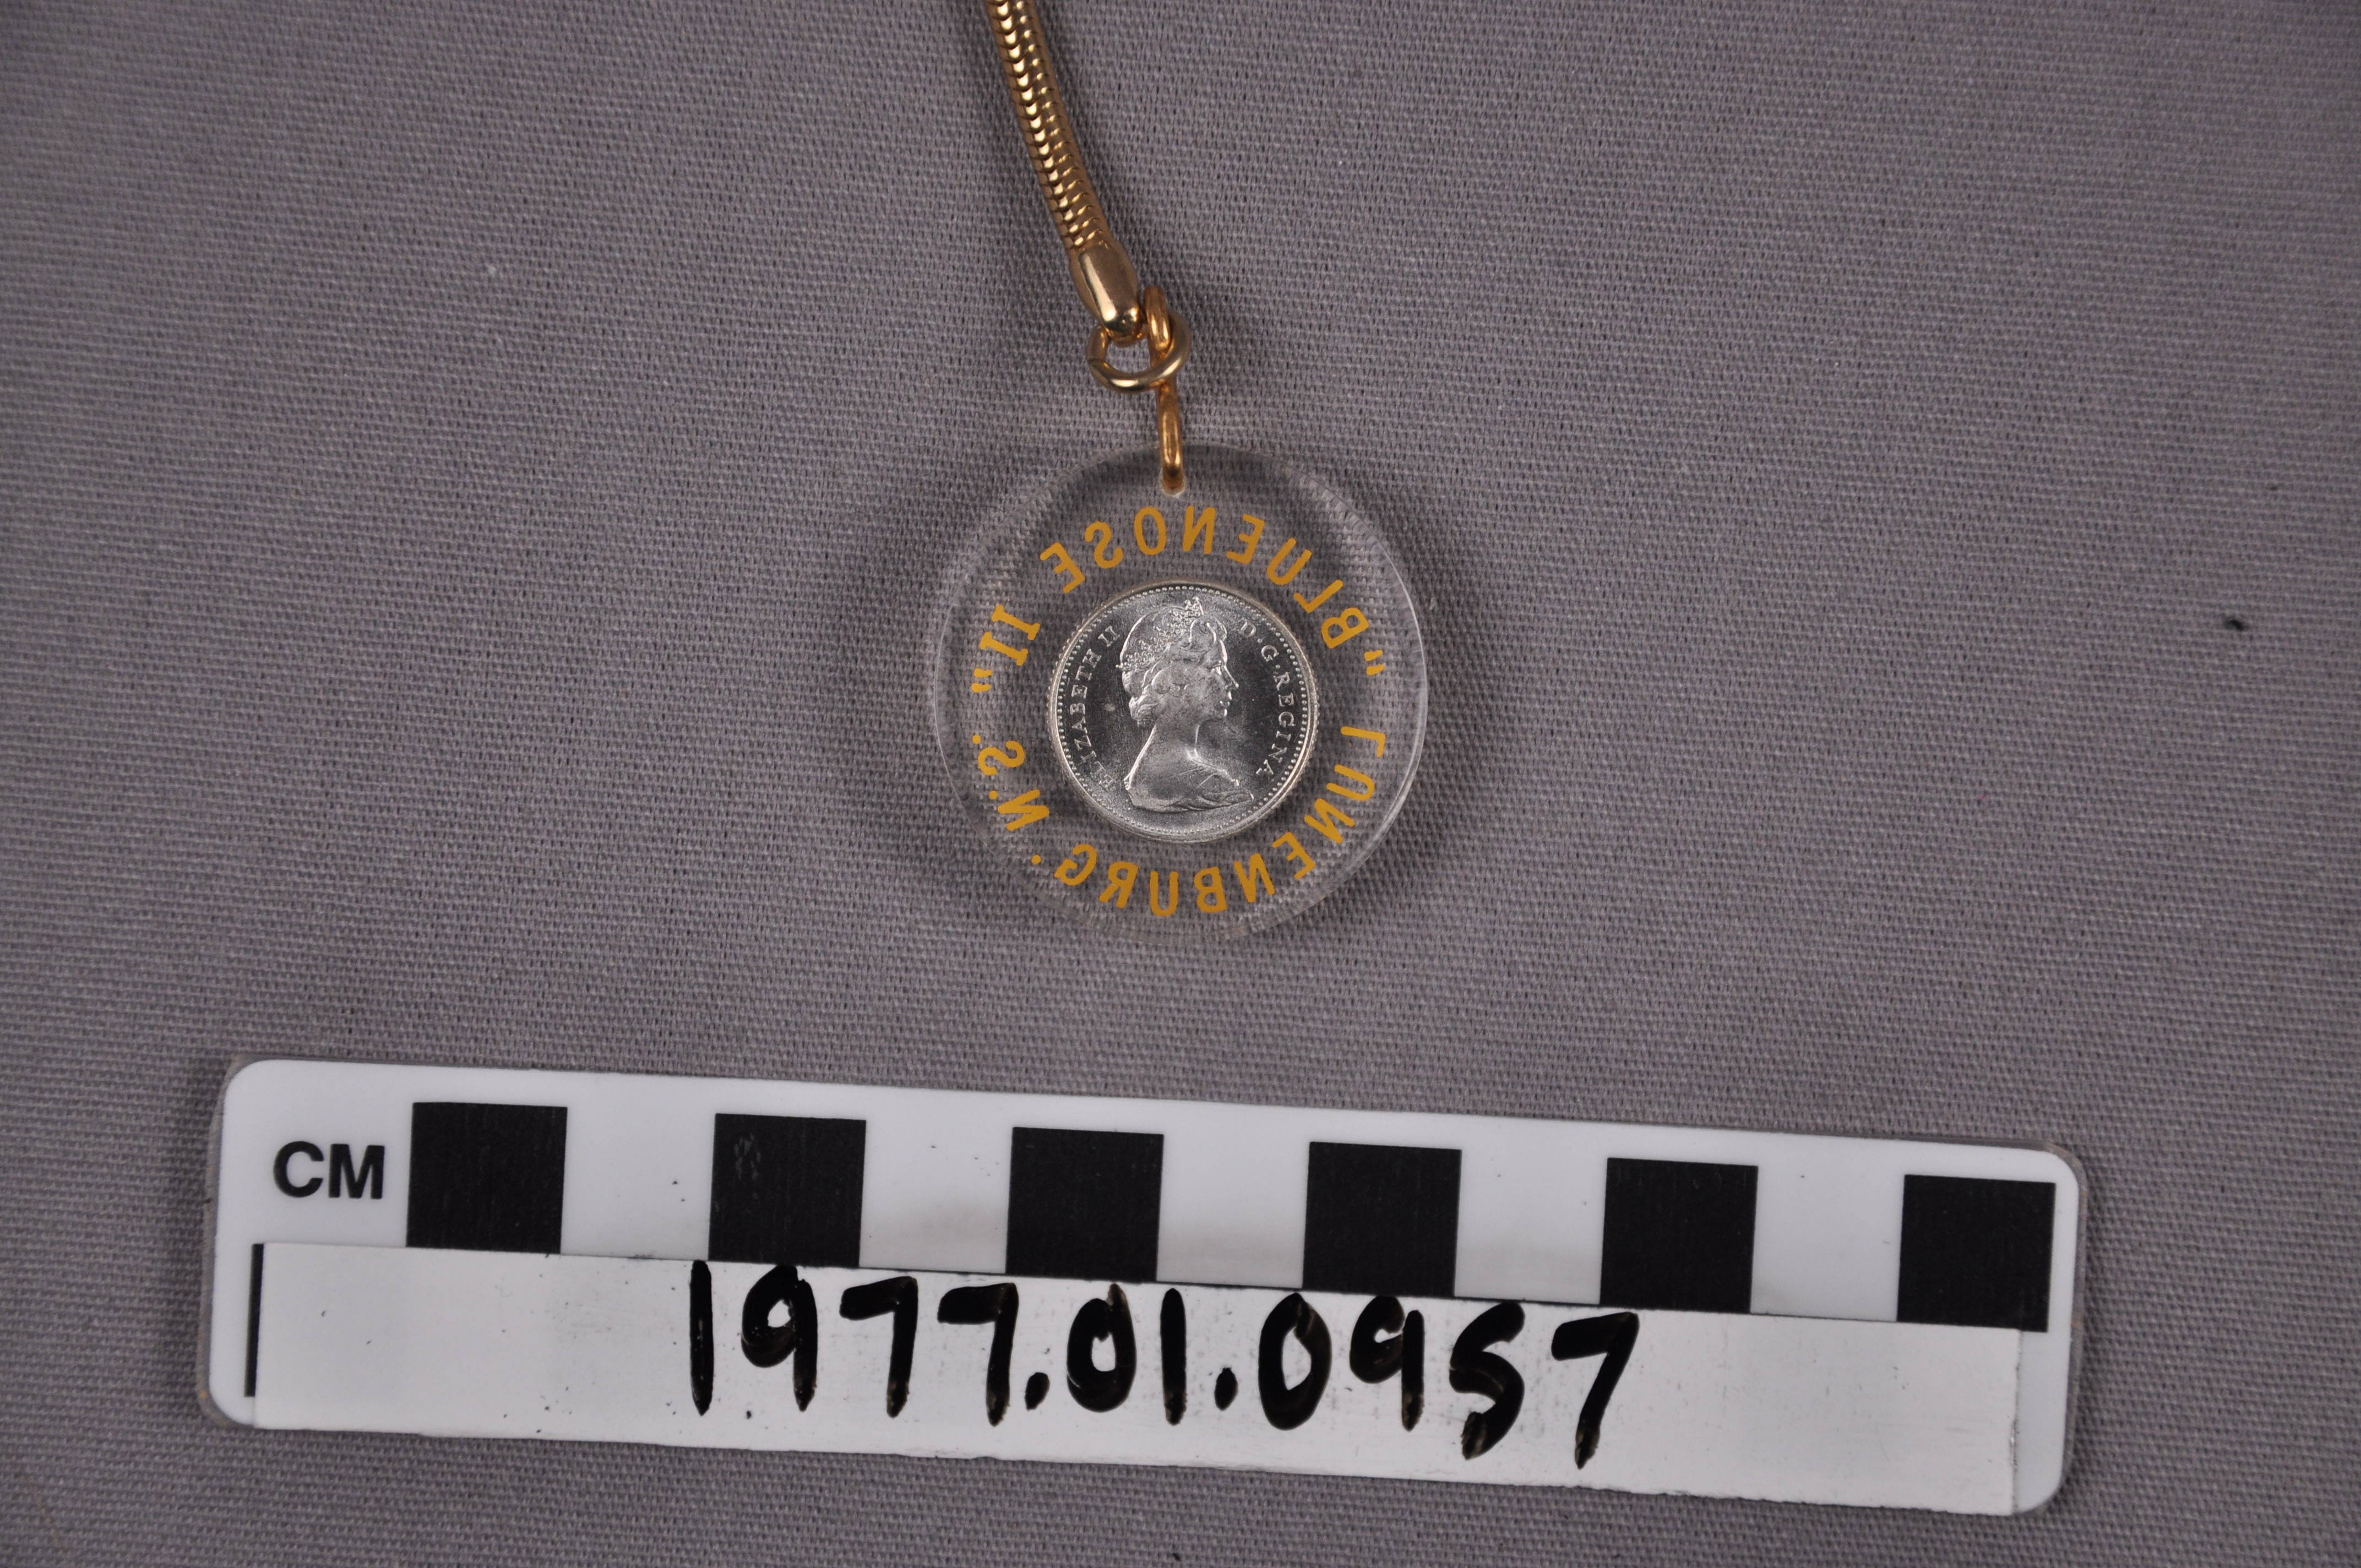 "BLUENOSE II"
LUNENBURG. N.S.
ELIZABETH II D·G·REGINA
CM
1977.01.0957